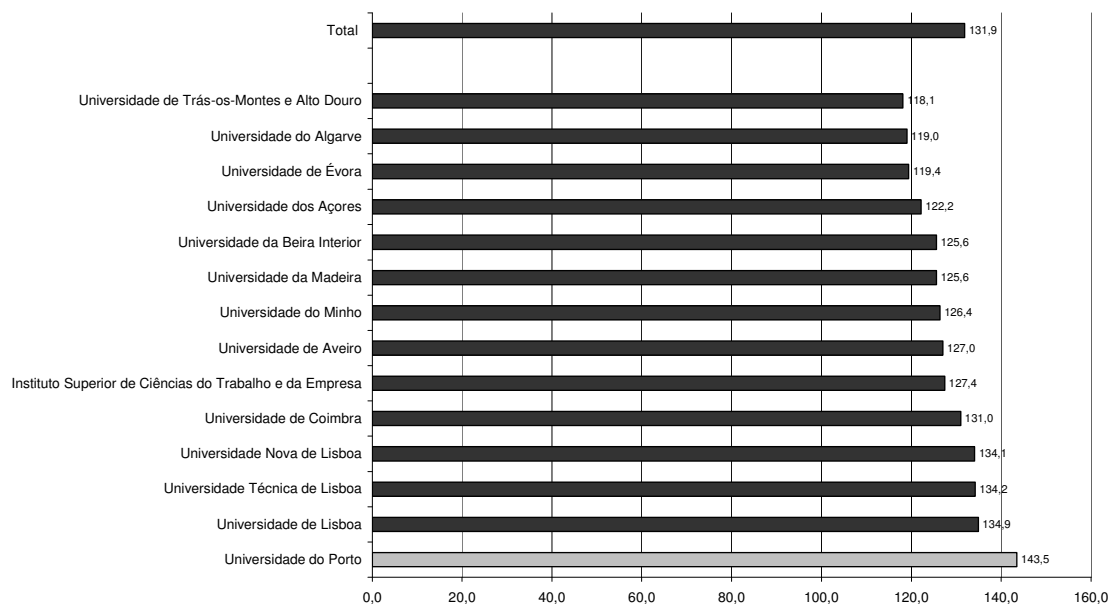 Total 131,9
Universidade de Trás-os-Montes e Alto Douro 118,1
Universidade do Algarve 119,0
Universidade de Évora 119,4
Universidade dos Açores 122,2
Universidade da Beira Interior 125,6
Universidade da Madeira 125,6
Universidade do Minho 126,4
Universidade de Aveiro 127,0
Instituto Superior de Ciências do Trabalho e da Empresa 127,4
Universidade de Coimbra 131,0
Universidade Nova de Lisboa 134,1
Universidade Técnica de Lisboa 134,2
Universidade de Lisboa 134,9
Universidade do Porto 143,5
0,0 20,0 40,0 60,0 80,0 100,0 120,0 140,0 160,0